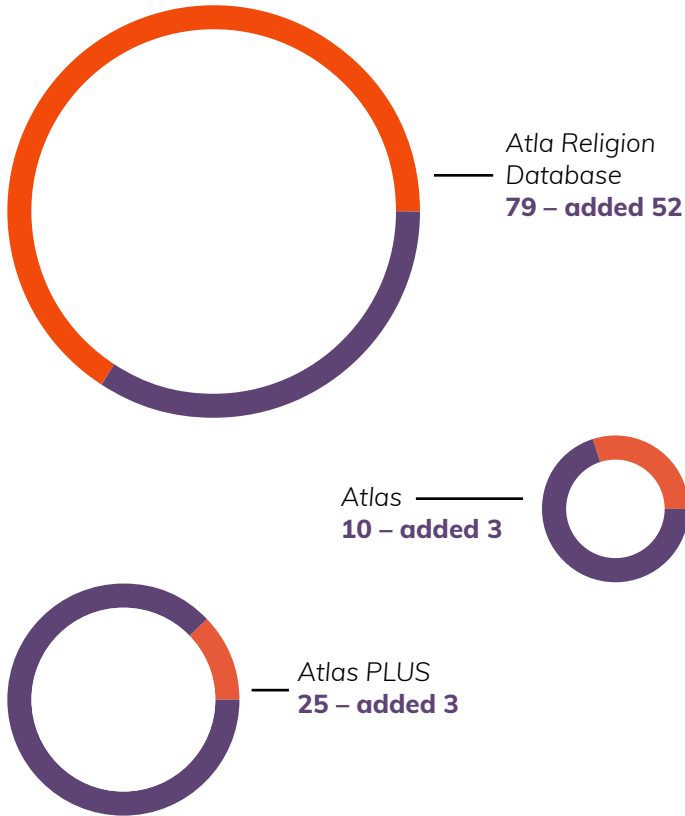 Atla Religion
Database
79 – added 52
Atlas
10 – added 3
Atlas PLUS
25 – added 3